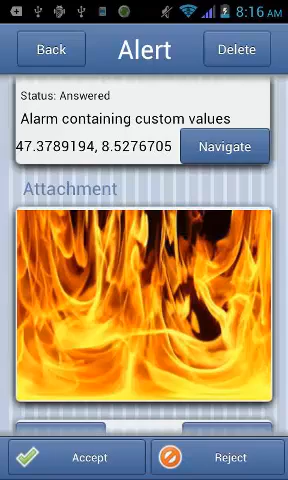 8:16 AM
Back
Alert
Delete
Status: Answered
Alarm containing custom values
47.3789194, 8.5276705
Navigate
Attachment
Accept
Reject